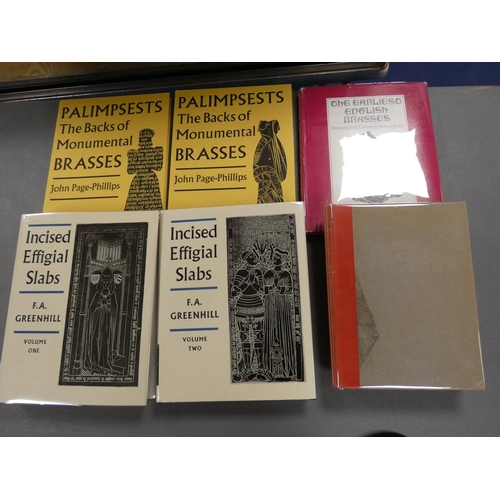 PALIMPSESTS
The Backs of
Monumental
BRASSES
John Page-Phillips
PALIMPSESTS
The Backs of
Monumental
BRASSES
John Page-Phillips
The Earliest
English
Brasses
Incised
Effigial
Slabs
F.A.
GREENHILL
VOLUME
ONE
Incised
Effigial
Slabs
F.A.
GREENHILL
VOLUME
TWO